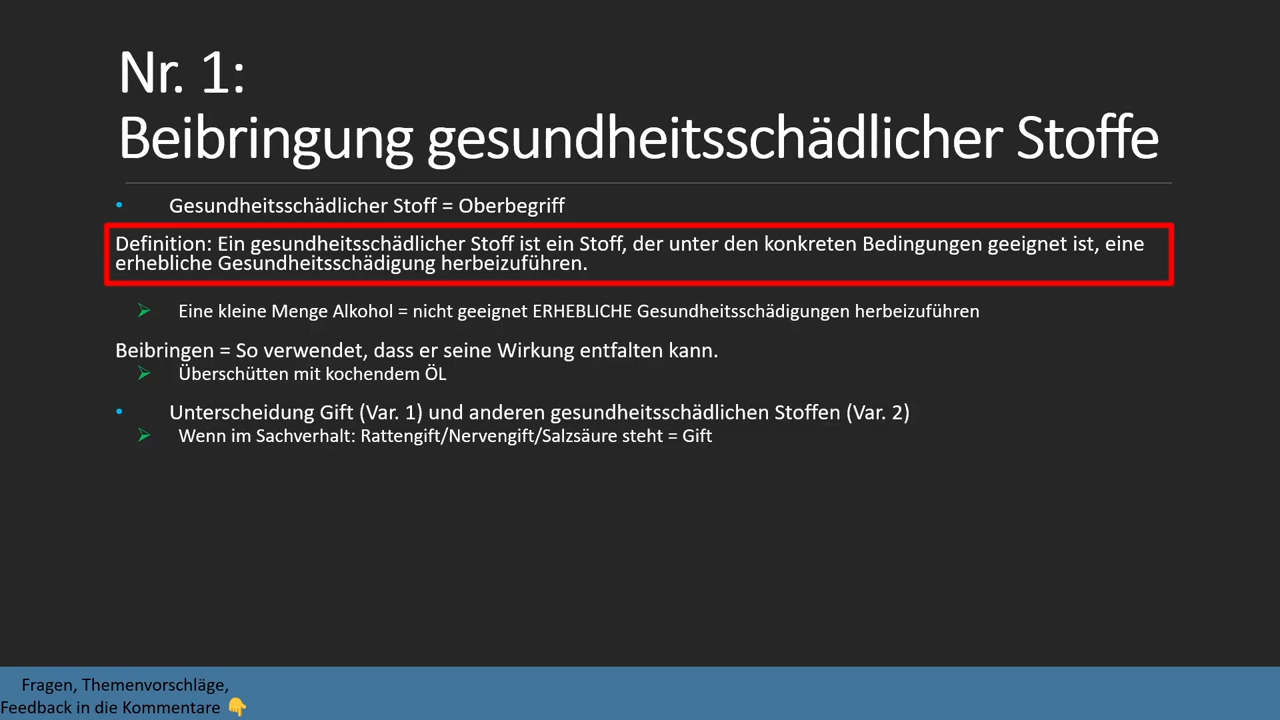 Nr. 1:
Beibringung gesundheitsschädlicher Stoffe
• Gesundheitsschädlicher Stoff = Oberbegriff
Definition: Ein gesundheitsschädlicher Stoff ist ein Stoff, der unter den konkreten Bedingungen geeignet ist, eine
erhebliche Gesundheitsschädigung herbeizuführen.
➢ Eine kleine Menge Alkohol = nicht geeignet ERHEBLICHE Gesundheitsschädigungen herbeizuführen
Beibringen = So verwendet, dass er seine Wirkung entfalten kann.
➢ Überschütten mit kochendem ÖL
• Unterscheidung Gift (Var. 1) und anderen gesundheitsschädlichen Stoffen (Var. 2)
➢ Wenn im Sachverhalt: Rattengift/Nervengift/Salzsäure steht = Gift
Fragen, Themenvorschläge,
Feedback in die Kommentare 👇